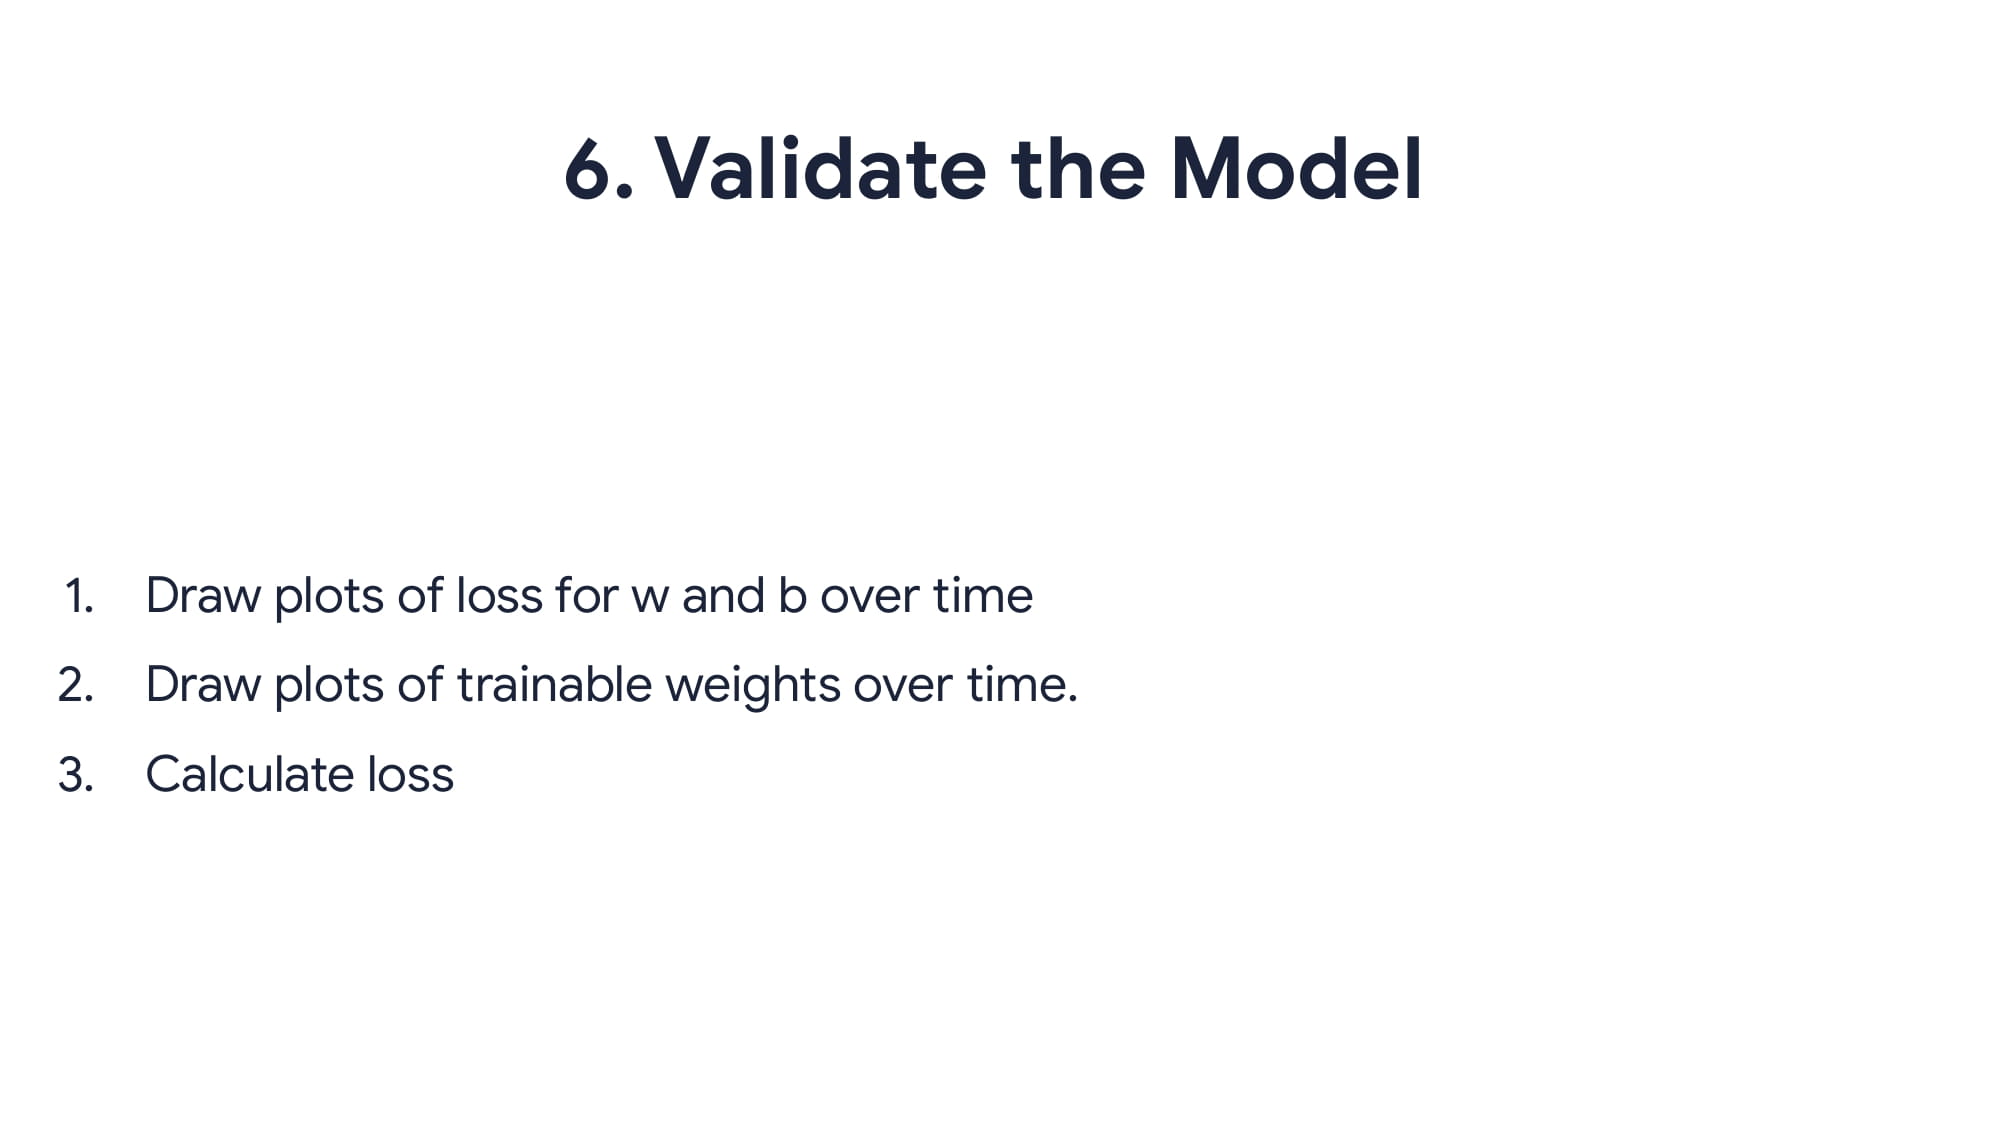 6. Validate the Model
1. Draw plots of loss for w and b over time
2. Draw plots of trainable weights over time.
3. Calculate loss